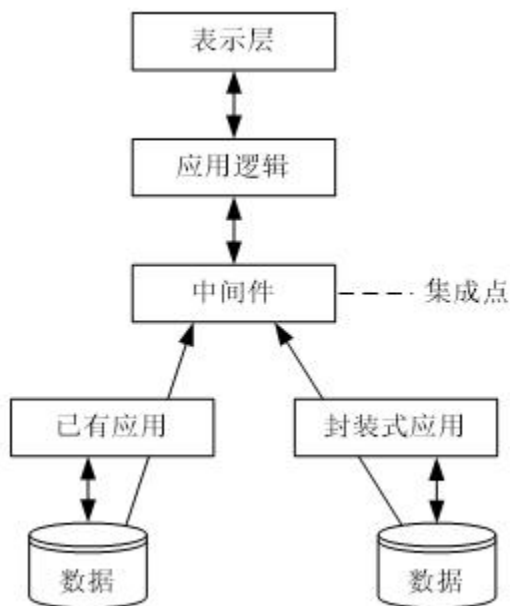 表示层
应用逻辑
中间件
集成点
已有应用
封装式应用
数据
数据